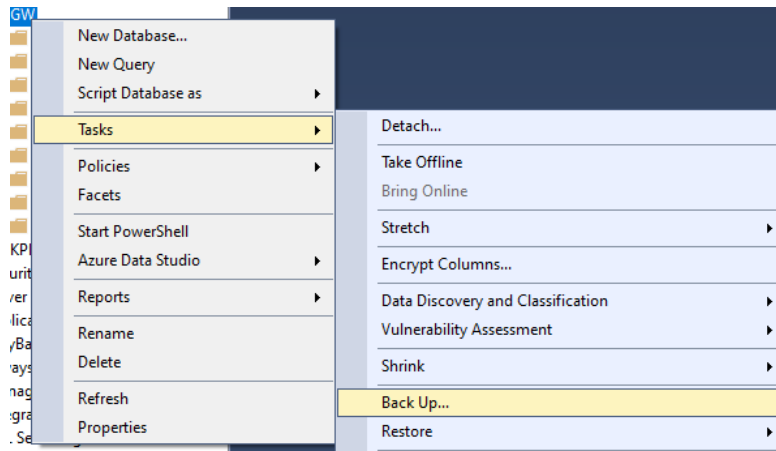 GW
New Database...
New Query
Script Database as
Tasks
Policies
Facets
Start PowerShell
Azure Data Studio
Reports
Rename
Delete
Refresh
Properties
Detach...
Take Offline
Bring Online
Stretch
Encrypt Columns...
Data Discovery and Classification
Vulnerability Assessment
Shrink
Back Up...
Restore